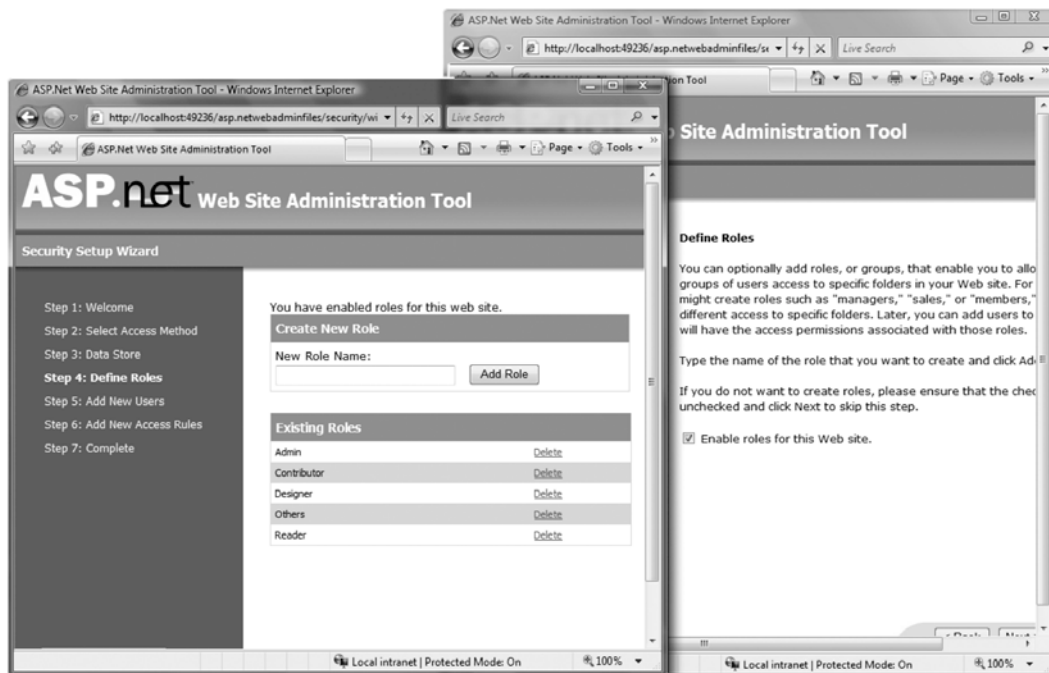 ASP.Net Web Site Administration Tool - Windows Internet Explorer
http://localhost:49236/asp.netwebadminfiles/se
Live Search
Tool
Page
Tools
Site Administration Tool
Define Roles
You can optionally add roles, or groups, that enable you to allo
groups of users access to specific folders in your Web site. For
might create roles such as "managers," "sales," or "members,"
different access to specific folders. Later, you can add users to
will have the access permissions associated with those roles.
Type the name of the role that you want to create and click Ad
If you do not want to create roles, please ensure that the chec
unchecked and click Next to skip this step.
Enable roles for this Web site.
Local intranet | Protected Mode: On
100%
ASP.Net Web Site Administration Tool - Windows Internet Explorer
http://localhost:49236/asp.netwebadminfiles/security/wi
Live Search
ASP.Net Web Site Administration Tool
Page
Tools
ASP.net Web Site Administration Tool
Security Setup Wizard
Step 1: Welcome
Step 2: Select Access Method
Step 3: Data Store
Step 4: Define Roles
Step 5: Add New Users
Step 6: Add New Access Rules
Step 7: Complete
You have enabled roles for this web site.
Create New Role
New Role Name:
Add Role
Existing Roles
Admin Delete
Contributor Delete
Designer Delete
Others Delete
Reader Delete
Local intranet | Protected Mode: On
100%